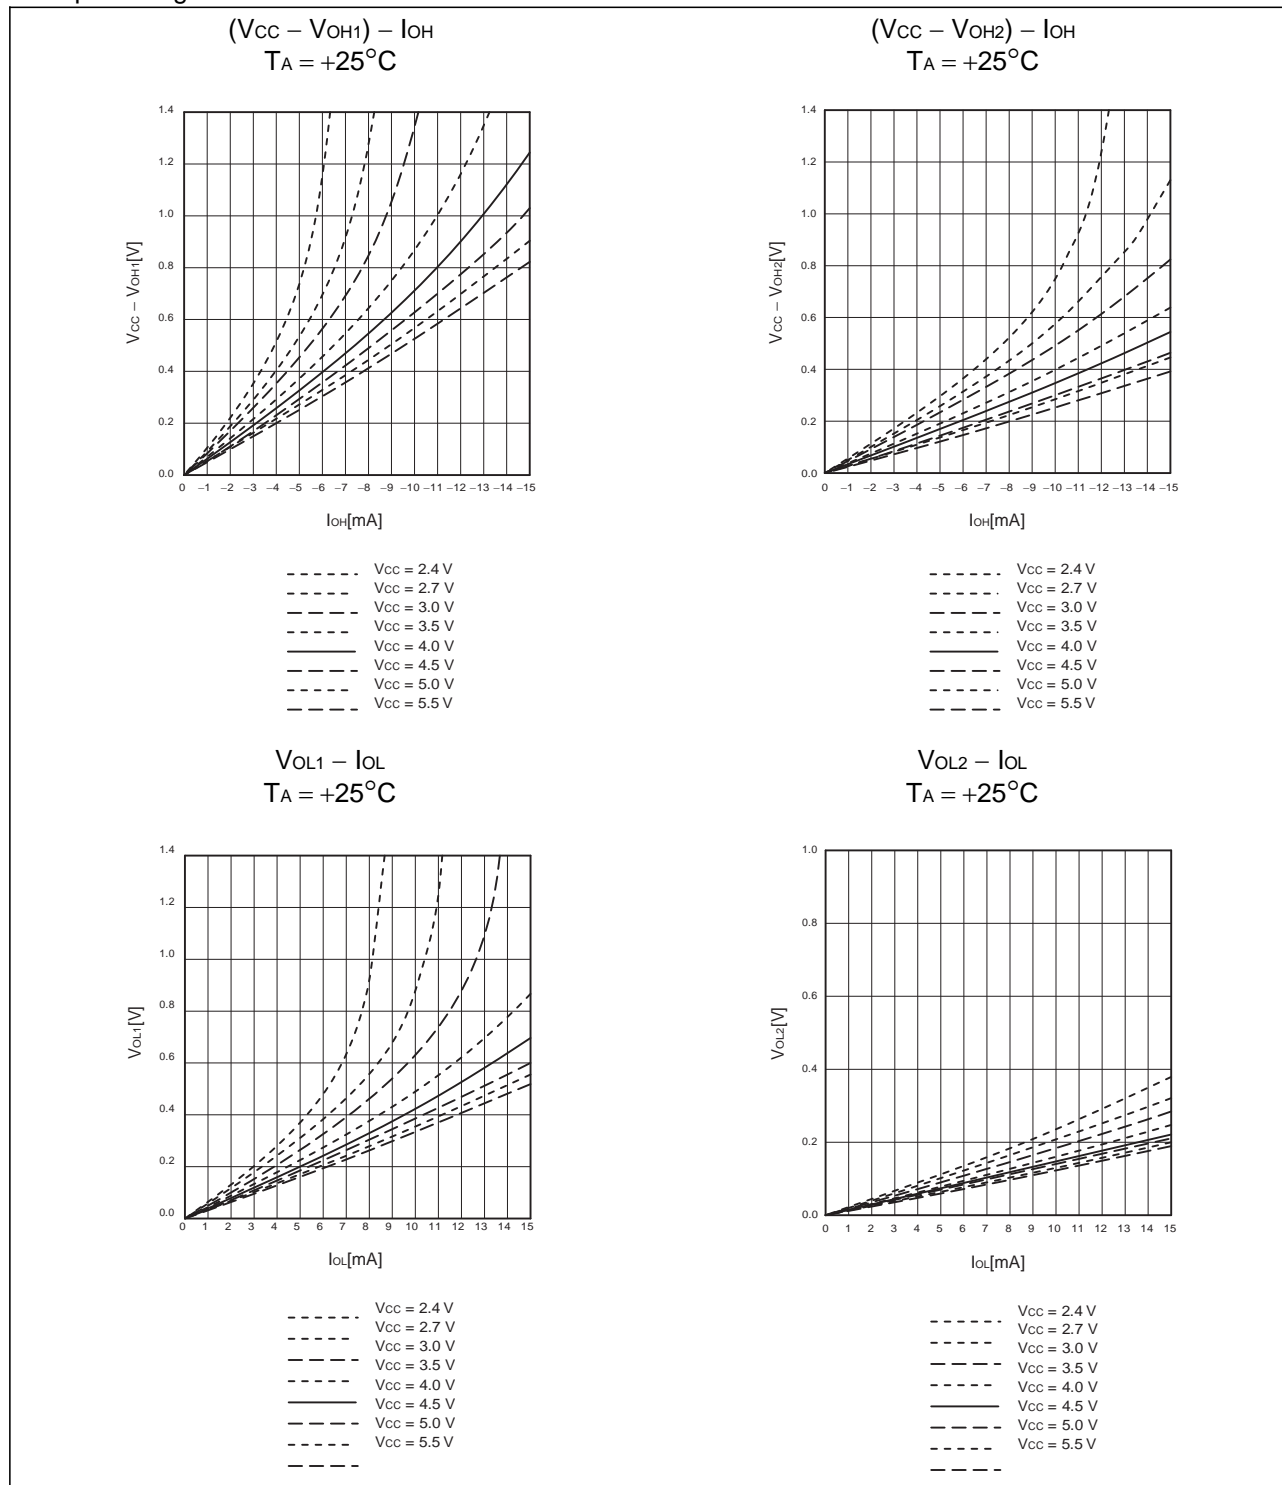 (VCC – VOH1) – IOH
TA = +25°C
1.4
1.2
1.0
0.8
0.6
0.4
0.2
0.0
VCC – VOH1[V]
0 –1 –2 –3 –4 –5 –6 –7 –8 –9 –10 –11 –12 –13 –14 –15
IOH[mA]
VCC = 2.4 V
VCC = 2.7 V
VCC = 3.0 V
VCC = 3.5 V
VCC = 4.0 V
VCC = 4.5 V
VCC = 5.0 V
VCC = 5.5 V
(VCC – VOH2) – IOH
TA = +25°C
1.4
1.2
1.0
0.8
0.6
0.4
0.2
0.0
VCC – VOH2[V]
0 –1 –2 –3 –4 –5 –6 –7 –8 –9 –10 –11 –12 –13 –14 –15
IOH[mA]
VCC = 2.4 V
VCC = 2.7 V
VCC = 3.0 V
VCC = 3.5 V
VCC = 4.0 V
VCC = 4.5 V
VCC = 5.0 V
VCC = 5.5 V
VOL1 – IOL
TA = +25°C
1.4
1.2
1.0
0.8
0.6
0.4
0.2
0.0
VOL1[V]
0 1 2 3 4 5 6 7 8 9 10 11 12 13 14 15
IOL[mA]
VCC = 2.4 V
VCC = 2.7 V
VCC = 3.0 V
VCC = 3.5 V
VCC = 4.0 V
VCC = 4.5 V
VCC = 5.0 V
VCC = 5.5 V
VOL2 – IOL
TA = +25°C
1.0
0.8
0.6
0.4
0.2
0.0
VOL2[V]
0 1 2 3 4 5 6 7 8 9 10 11 12 13 14 15
IOL[mA]
VCC = 2.4 V
VCC = 2.7 V
VCC = 3.0 V
VCC = 3.5 V
VCC = 4.0 V
VCC = 4.5 V
VCC = 5.0 V
VCC = 5.5 V